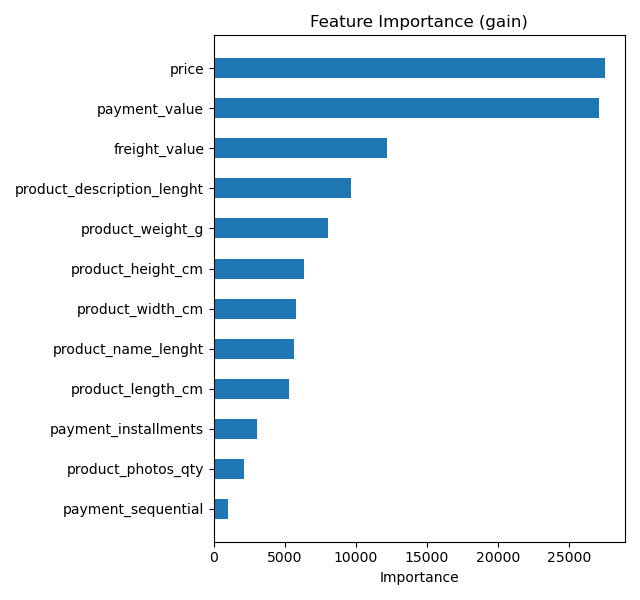 Feature Importance (gain)
price
payment_value
freight_value
product_description_lenght
product_weight_g
product_height_cm
product_width_cm
product_name_lenght
product_length_cm
payment_installments
product_photos_qty
payment_sequential
0 5000 10000 15000 20000 25000
Importance